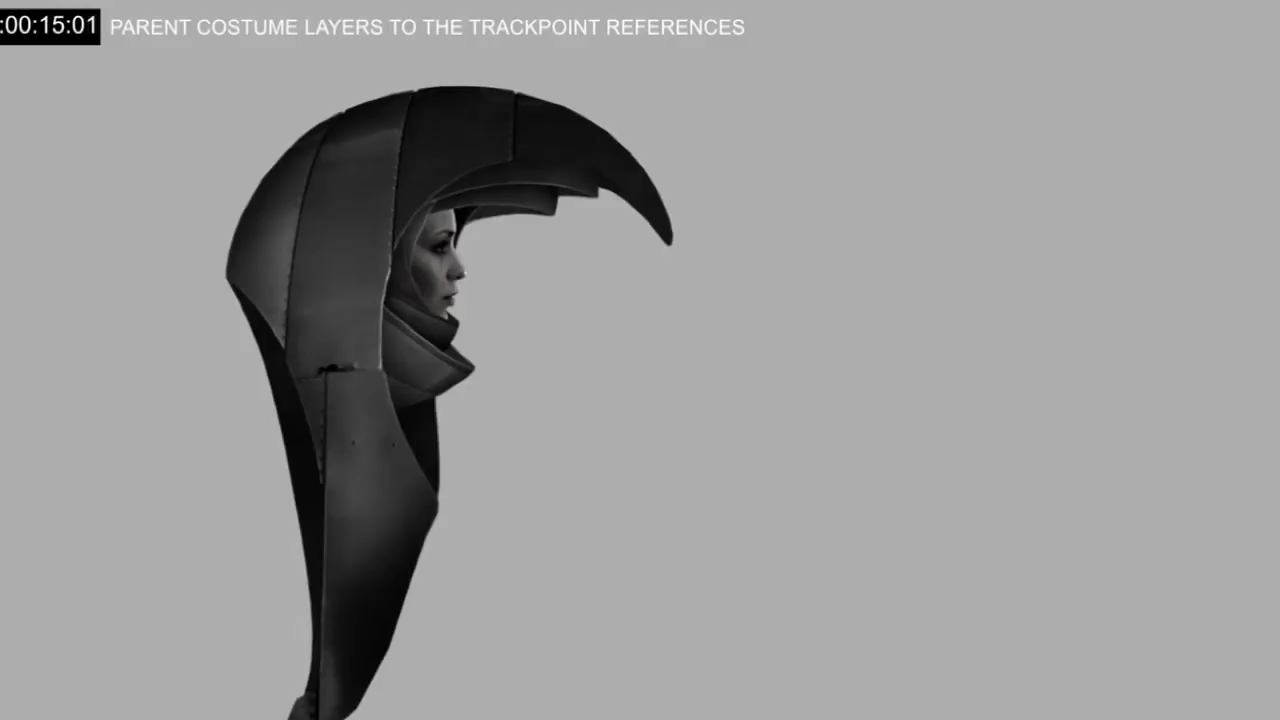 :00:15:01 PARENT COSTUME LAYERS TO THE TRACKPOINT REFERENCES